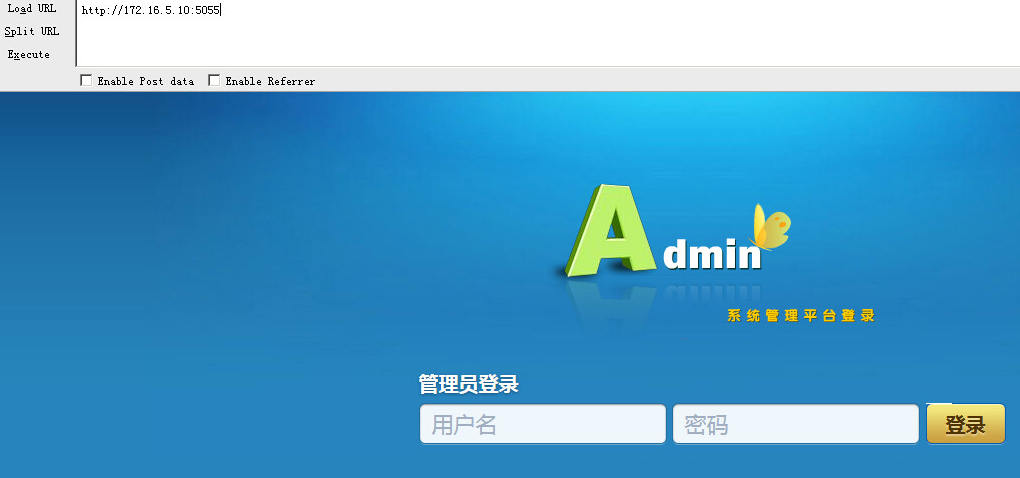 Load URL
http://172.16.5.10:5055
Split URL
Execute
Enable Post data Enable Referrer
Admin
系统管理平台登录
管理员登录
用户名 密码 登录